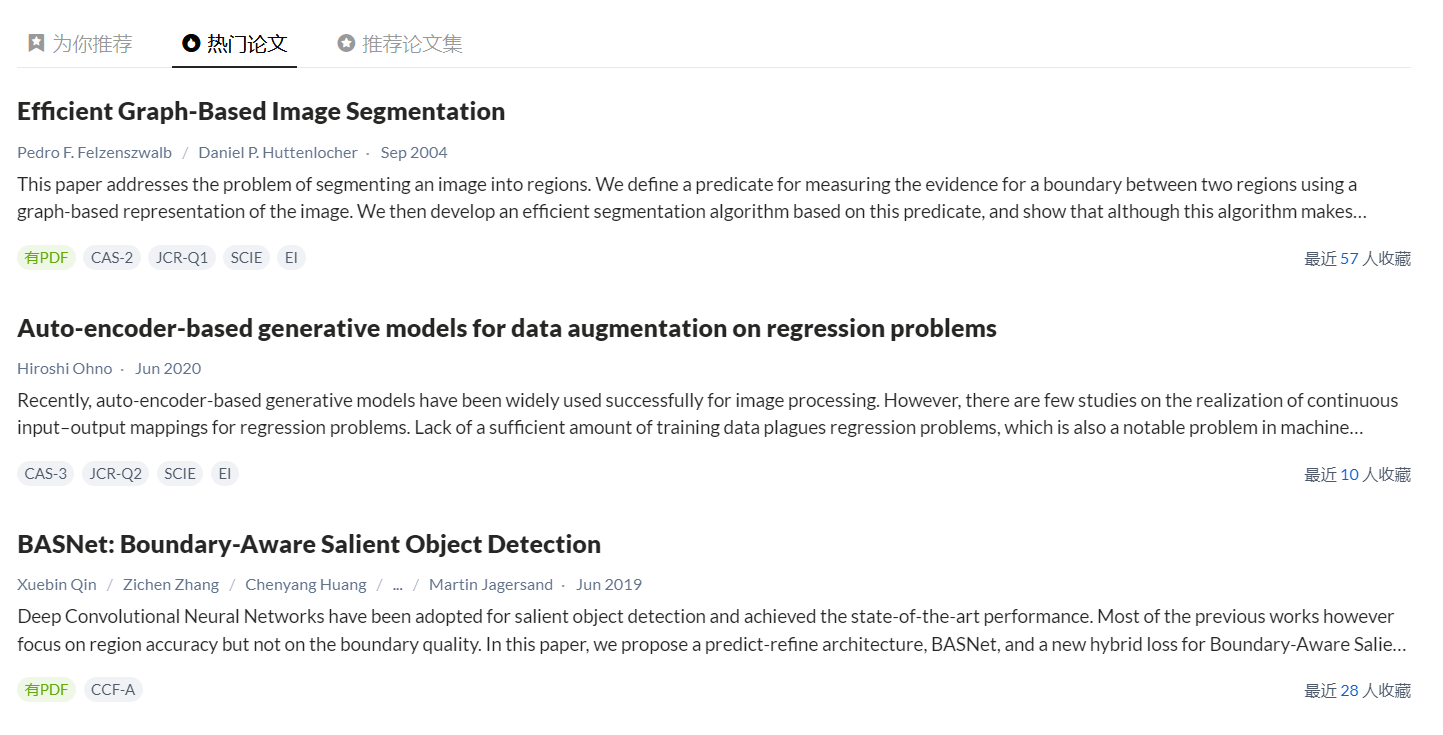 为你推荐 热门论文 推荐论文集
Efficient Graph-Based Image Segmentation
Pedro F. Felzenszwalb / Daniel P. Huttenlocher · Sep 2004
This paper addresses the problem of segmenting an image into regions. We define a predicate for measuring the evidence for a boundary between two regions using a
graph-based representation of the image. We then develop an efficient segmentation algorithm based on this predicate, and show that although this algorithm makes...
有PDF CAS-2 JCR-Q1 SCIE EI 最近 57 人收藏
Auto-encoder-based generative models for data augmentation on regression problems
Hiroshi Ohno · Jun 2020
Recently, auto-encoder-based generative models have been widely used successfully for image processing. However, there are few studies on the realization of continuous
input–output mappings for regression problems. Lack of a sufficient amount of training data plagues regression problems, which is also a notable problem in machine...
CAS-3 JCR-Q2 SCIE EI 最近 10 人收藏
BASNet: Boundary-Aware Salient Object Detection
Xuebin Qin / Zichen Zhang / Chenyang Huang / ... / Martin Jagersand · Jun 2019
Deep Convolutional Neural Networks have been adopted for salient object detection and achieved the state-of-the-art performance. Most of the previous works however
focus on region accuracy but not on the boundary quality. In this paper, we propose a predict-refine architecture, BASNet, and a new hybrid loss for Boundary-Aware Salie...
有PDF CCF-A 最近 28 人收藏